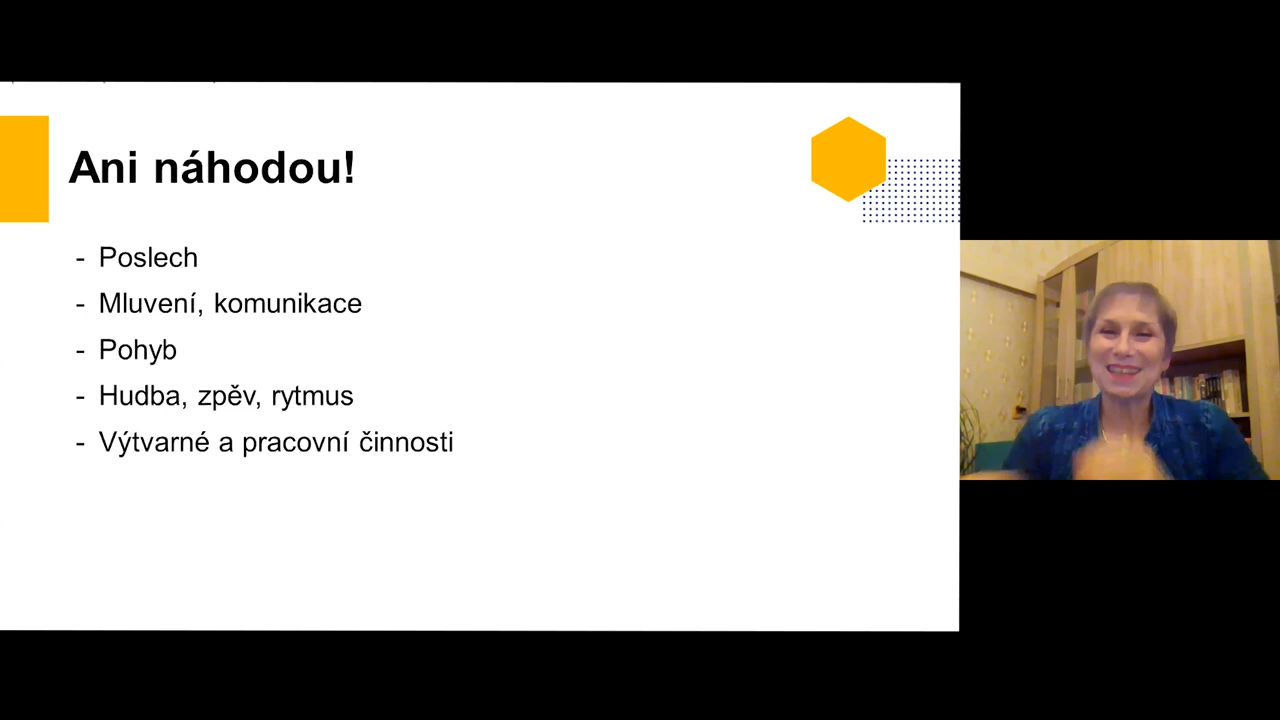 Ani náhodou!
- Poslech
- Mluvení, komunikace
- Pohyb
- Hudba, zpěv, rytmus
- Výtvarné a pracovní činnosti